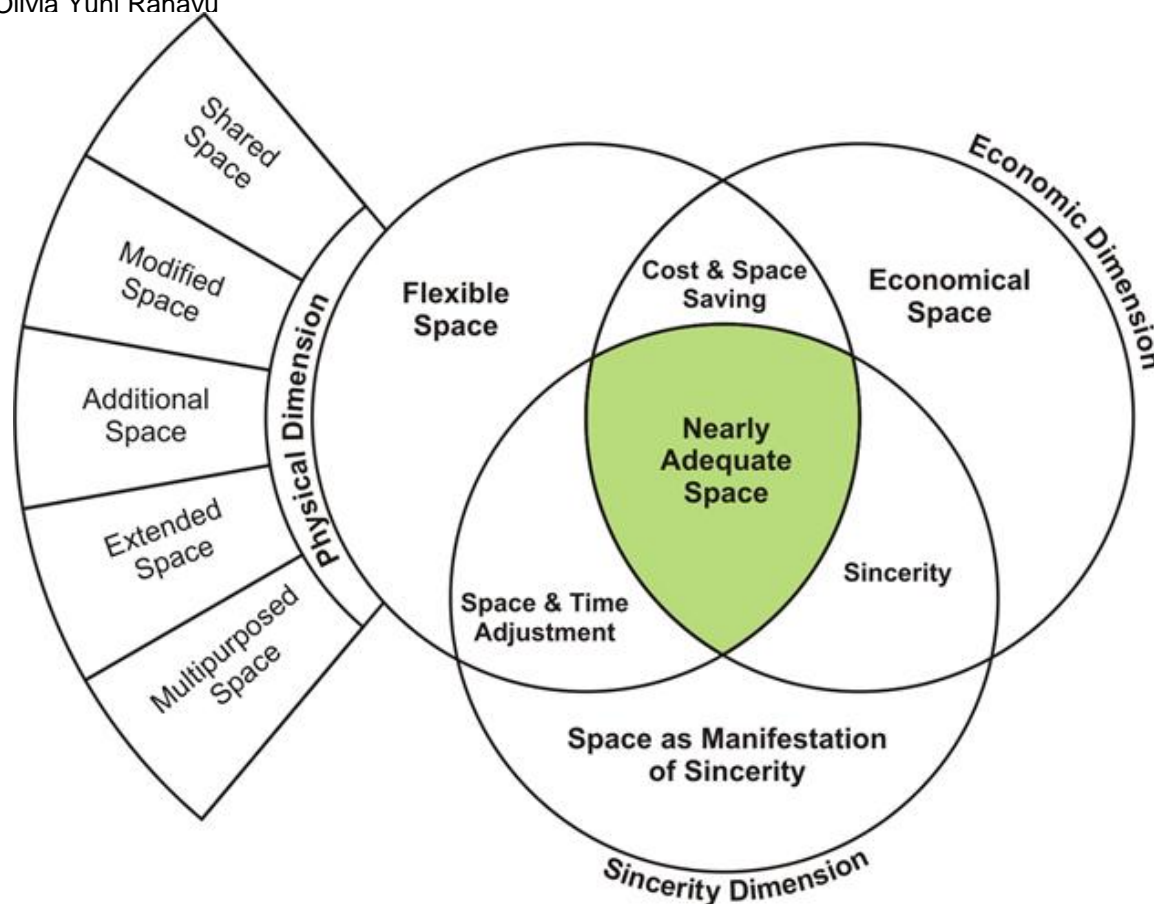 Olivia Yuni Rahayu
Shared
Space
Modified
Space
Additional
Space
Extended
Space
Multipurposed
Space
Physical Dimension
Flexible
Space
Cost & Space
Saving
Economical
Space
Economic Dimension
Nearly
Adequate
Space
Space & Time
Adjustment
Sincerity
Space as Manifestation
of Sincerity
Sincerity Dimension